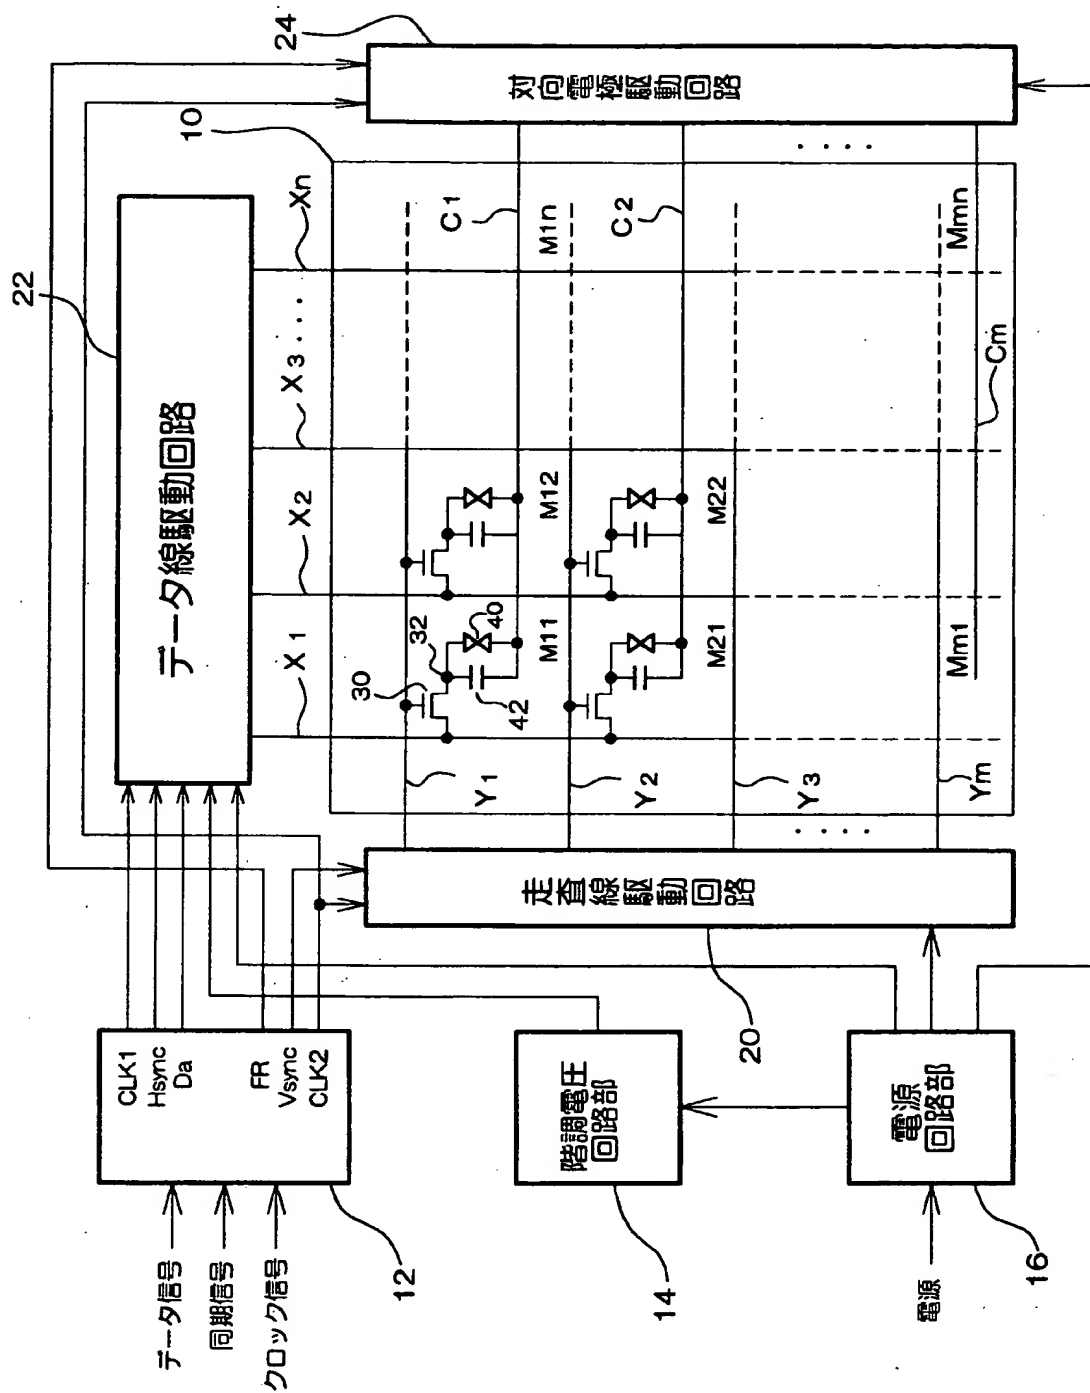 データ信号
同期信号
クロック信号
12
CLK1
Hsync
Da
FR
Vsync
CLK2
22
データ線駆動回路
24
対向電極駆動回路
10
X1
X2
X3 ····
Xn
30
32
40
42
M11
M12
M1n
C1
M21
M22
C2
Mm1
Mmn
Cm
Y1
Y2
Y3
····
Ym
····
走査線駆動回路
20
階調電圧
回路部
14
電源
回路部
16
電源